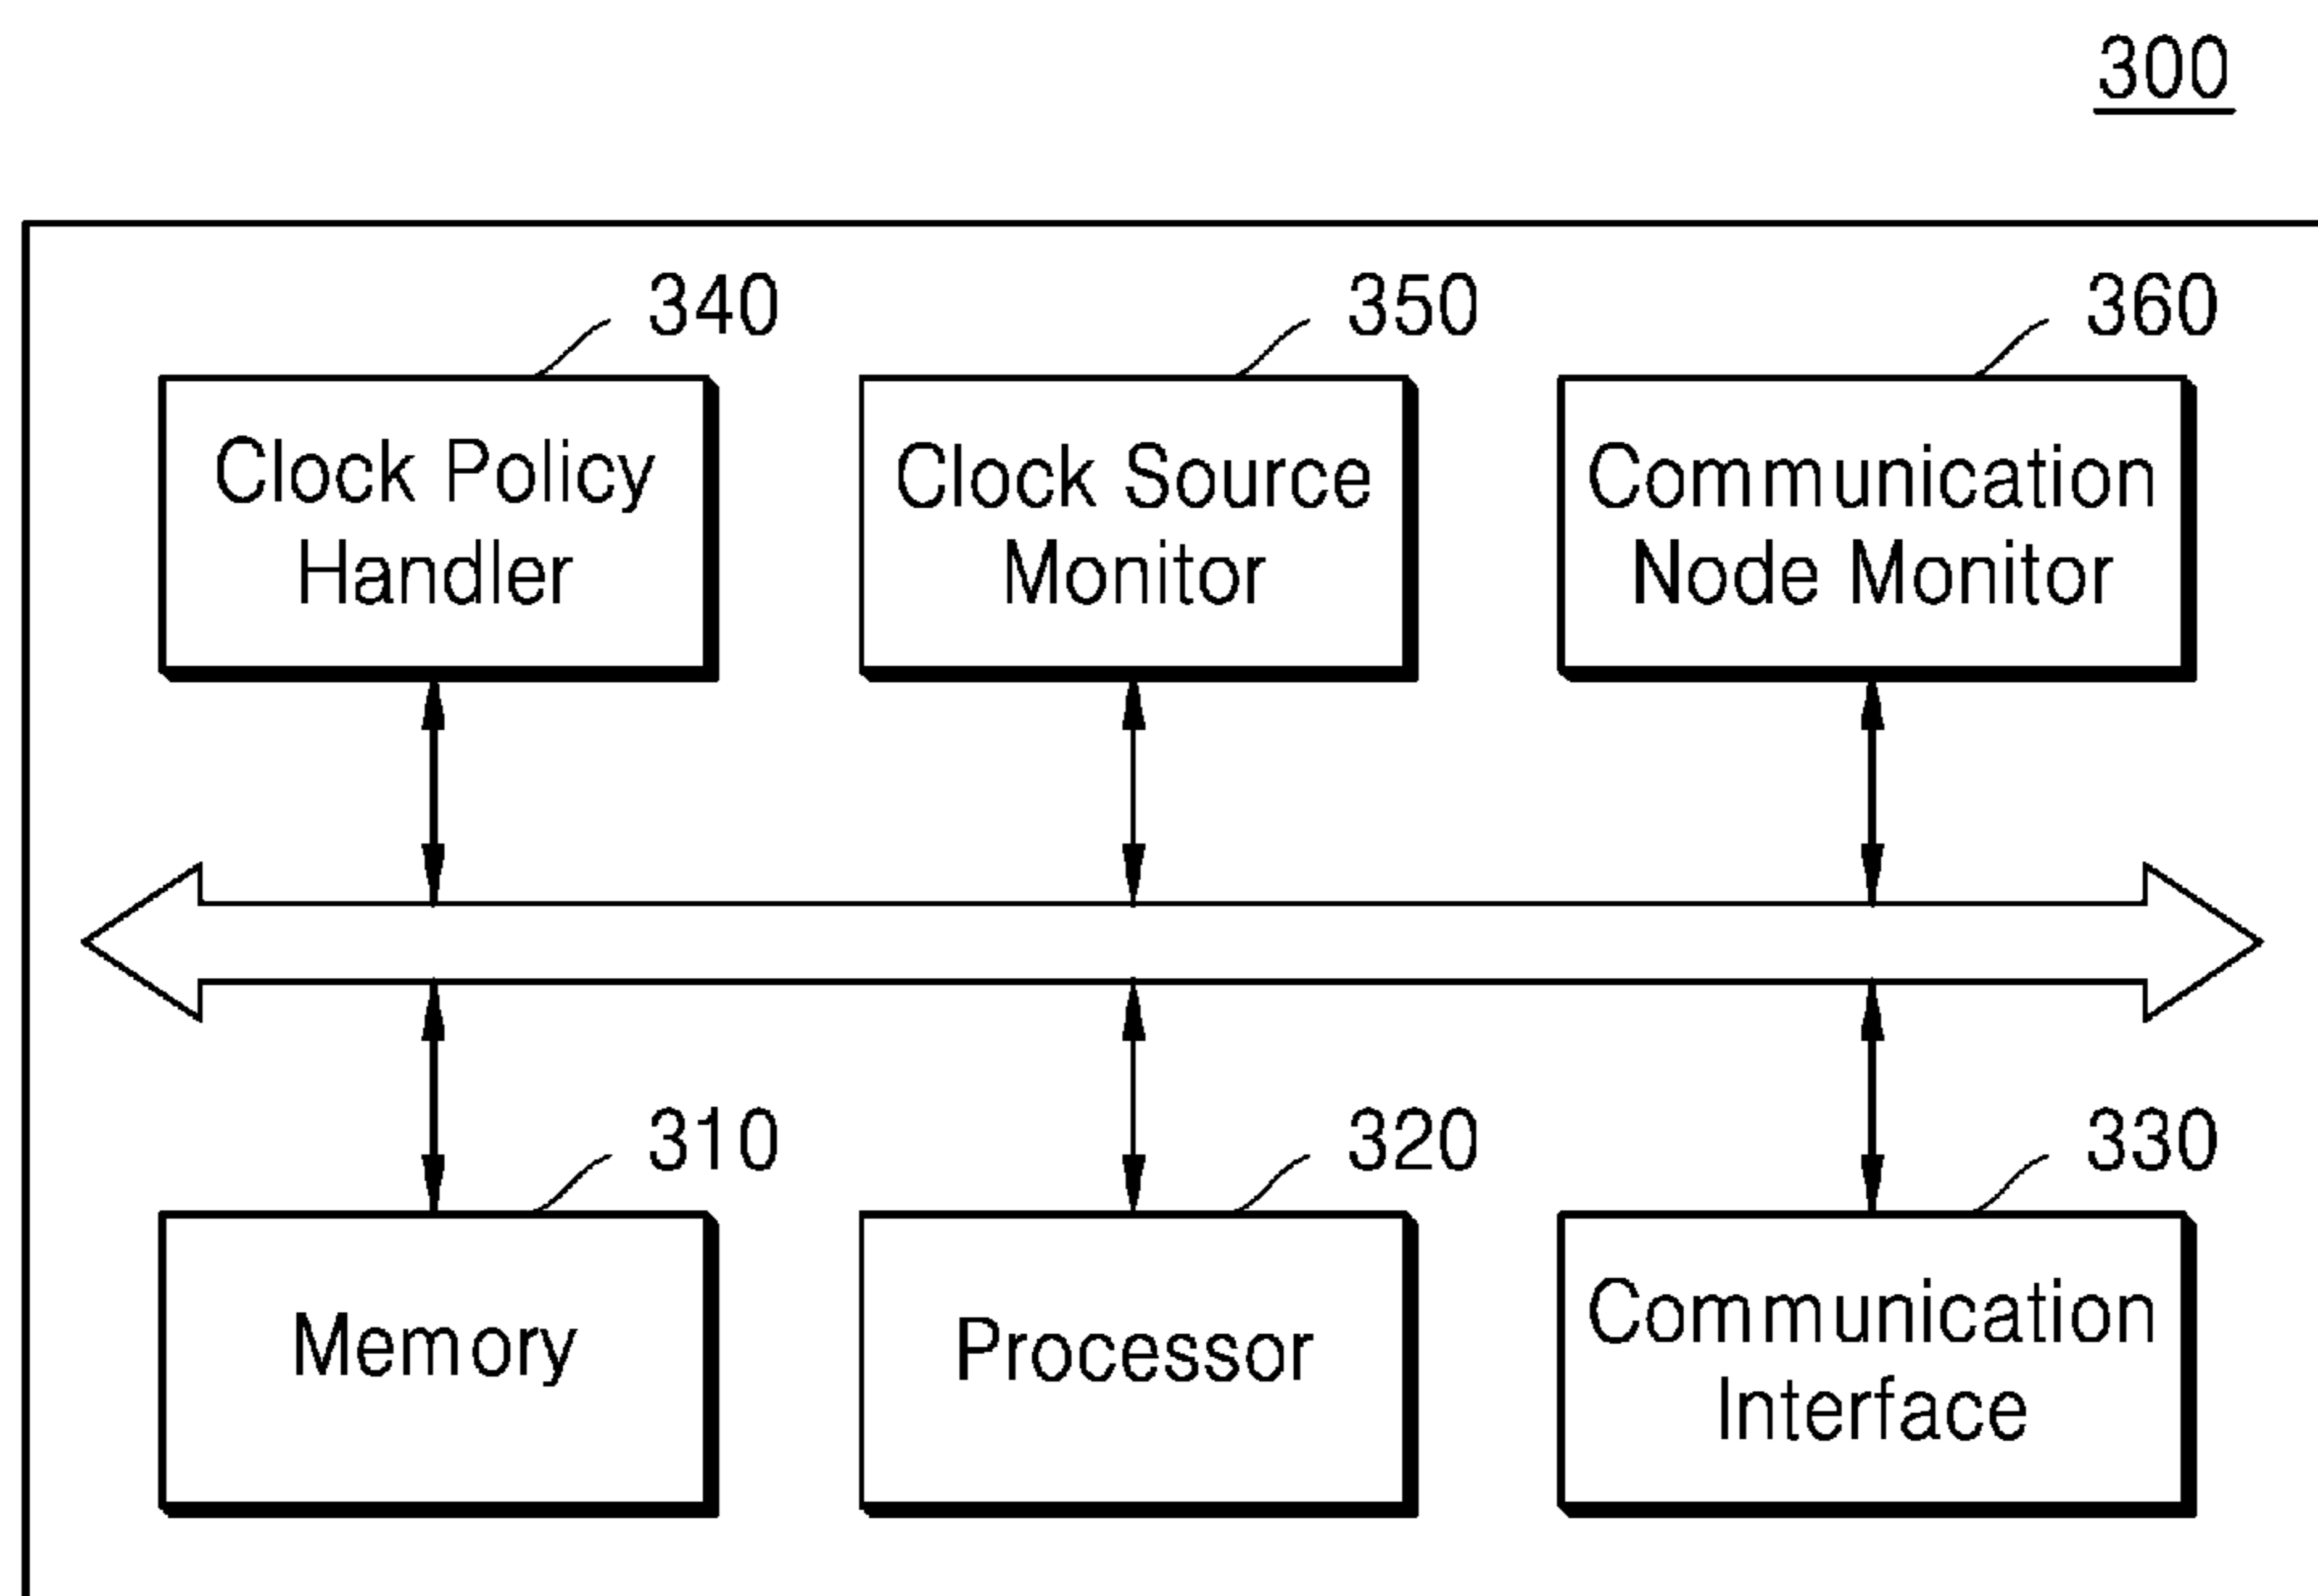 300
340
350
360
Clock Policy
Handler
Clock Source
Monitor
Communication
Node Monitor
310
320
330
Memory
Processor
Communication
Interface